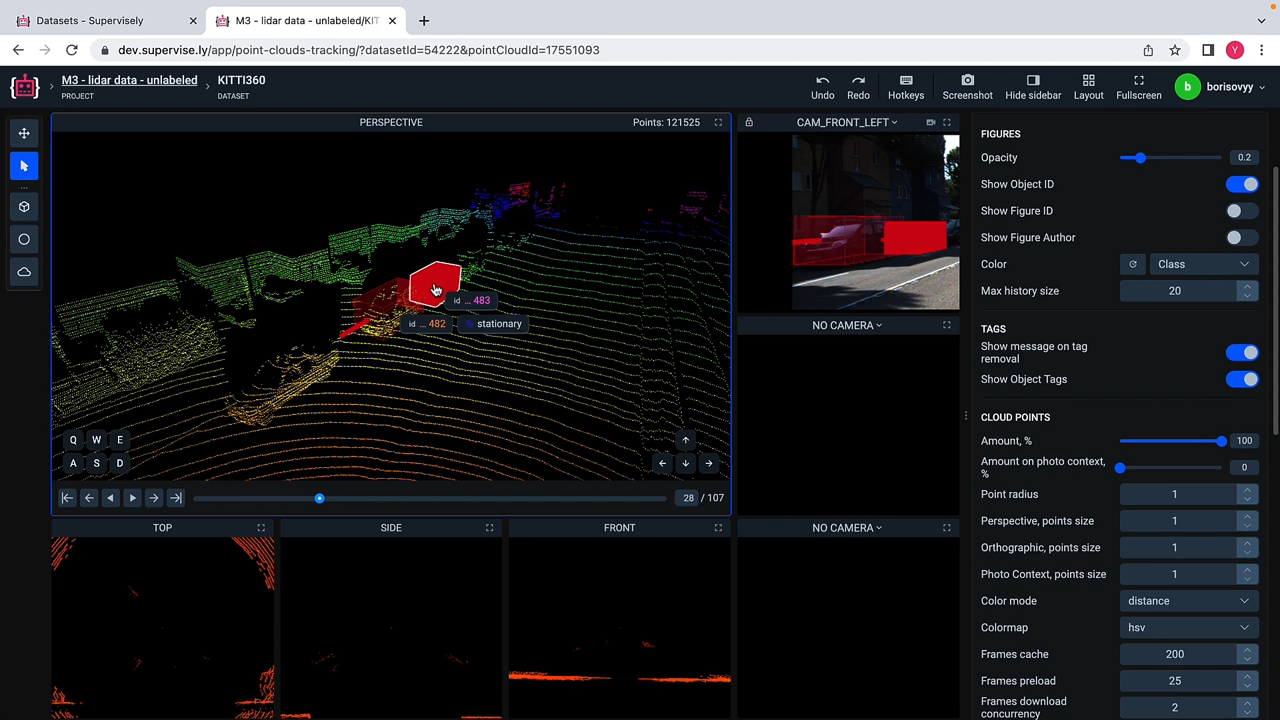 Datasets - Supervisely
M3 - lidar data - unlabeled/KIT
dev.supervise.ly/app/point-clouds-tracking/?datasetId=54222&pointCloudId=17551093
Y
M3 - lidar data - unlabeled
PROJECT
KITTI360
DATASET
Undo
Redo
Hotkeys
Screenshot
Hide sidebar
Layout
Fullscreen
b
borisovyy
PERSPECTIVE
Points: 121525
id ... 483
id ... 482
stationary
Q W E
A S D
28 / 107
CAM_FRONT_LEFT
NO CAMERA
NO CAMERA
TOP
SIDE
FRONT
FIGURES
Opacity 0.2
Show Object ID
Show Figure ID
Show Figure Author
Color Class
Max history size 20
TAGS
Show message on tag
removal
Show Object Tags
CLOUD POINTS
Amount, % 100
Amount on photo context,
% 0
Point radius 1
Perspective, points size 1
Orthographic, points size 1
Photo Context, points size 1
Color mode distance
Colormap hsv
Frames cache 200
Frames preload 25
Frames download
concurrency 2